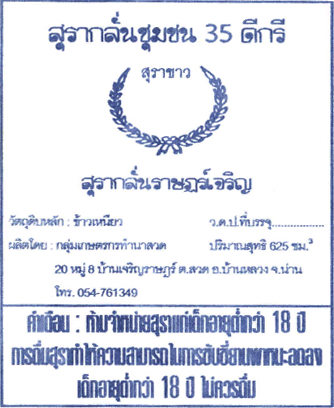 สุรากลั่นชุมชน 35 ดีกรี
สุราขาว
สุรากลั่นราษฎร์เจริญ
วัตถุดิบหลัก : ข้าวเหนียว ว.ด.ป.ที่บรรจุ................
ผลิตโดย : กลุ่มเกษตรกรทำนาสวด ปริมาณสุทธิ 625 ซม.³
20 หมู่ 8 บ้านเจริญราษฎร์ ต.สวด อ.บ้านหลวง จ.น่าน
โทร. 054-761349
คำเตือน : ห้ามจำหน่ายสุราแก่เด็กอายุต่ำกว่า 18 ปี
การดื่มสุราทำให้ความสามารถในการขับขี่ยานพาหนะลดลง
เด็กอายุต่ำกว่า 18 ปี ไม่ควรดื่ม